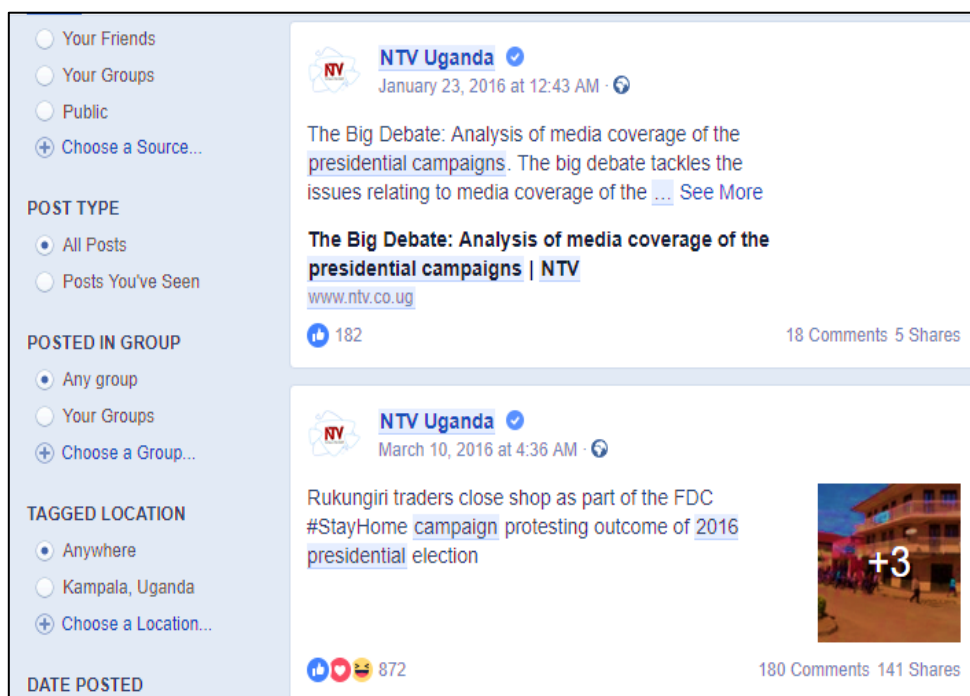 Your Friends
Your Groups
Public
Choose a Source...
POST TYPE
All Posts
Posts You've Seen
POSTED IN GROUP
Any group
Your Groups
Choose a Group...
TAGGED LOCATION
Anywhere
Kampala, Uganda
Choose a Location...
DATE POSTED
NTV
NTV Uganda
January 23, 2016 at 12:43 AM ·
The Big Debate: Analysis of media coverage of the
presidential campaigns. The big debate tackles the
issues relating to media coverage of the ... See More
The Big Debate: Analysis of media coverage of the
presidential campaigns | NTV
www.ntv.co.ug
182
18 Comments 5 Shares
NTV
NTV Uganda
March 10, 2016 at 4:36 AM ·
Rukungiri traders close shop as part of the FDC
#StayHome campaign protesting outcome of 2016
presidential election
+3
872
180 Comments 141 Shares